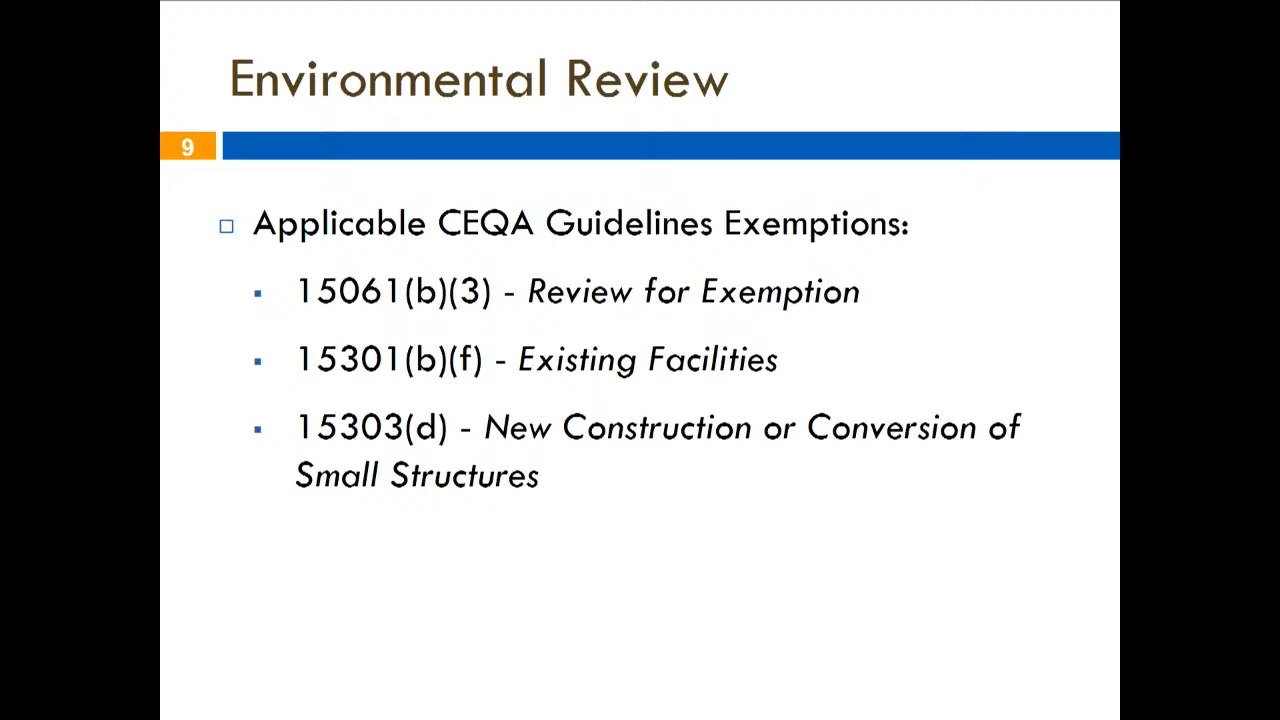 Environmental Review
9
Applicable CEQA Guidelines Exemptions:
15061(b)(3) - Review for Exemption
15301(b)(f) - Existing Facilities
15303(d) - New Construction or Conversion of
Small Structures